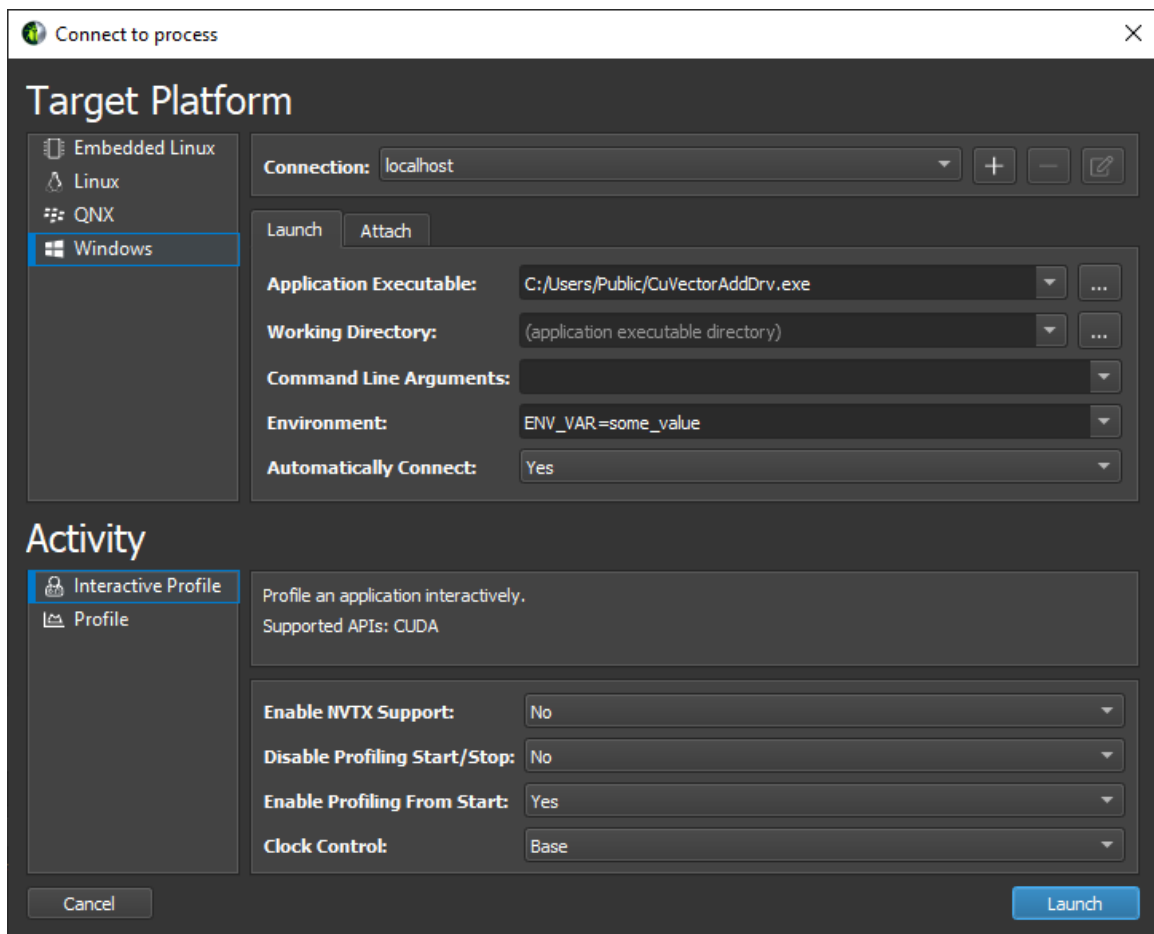 Connect to process
Target Platform
Embedded Linux
Linux
QNX
Windows
Connection: localhost
Launch Attach
Application Executable: C:/Users/Public/CuVectorAddDrv.exe ...
Working Directory: (application executable directory) ...
Command Line Arguments:
Environment: ENV_VAR=some_value
Automatically Connect: Yes
Activity
Interactive Profile
Profile
Profile an application interactively.
Supported APIs: CUDA
Enable NVTX Support: No
Disable Profiling Start/Stop: No
Enable Profiling From Start: Yes
Clock Control: Base
Cancel Launch